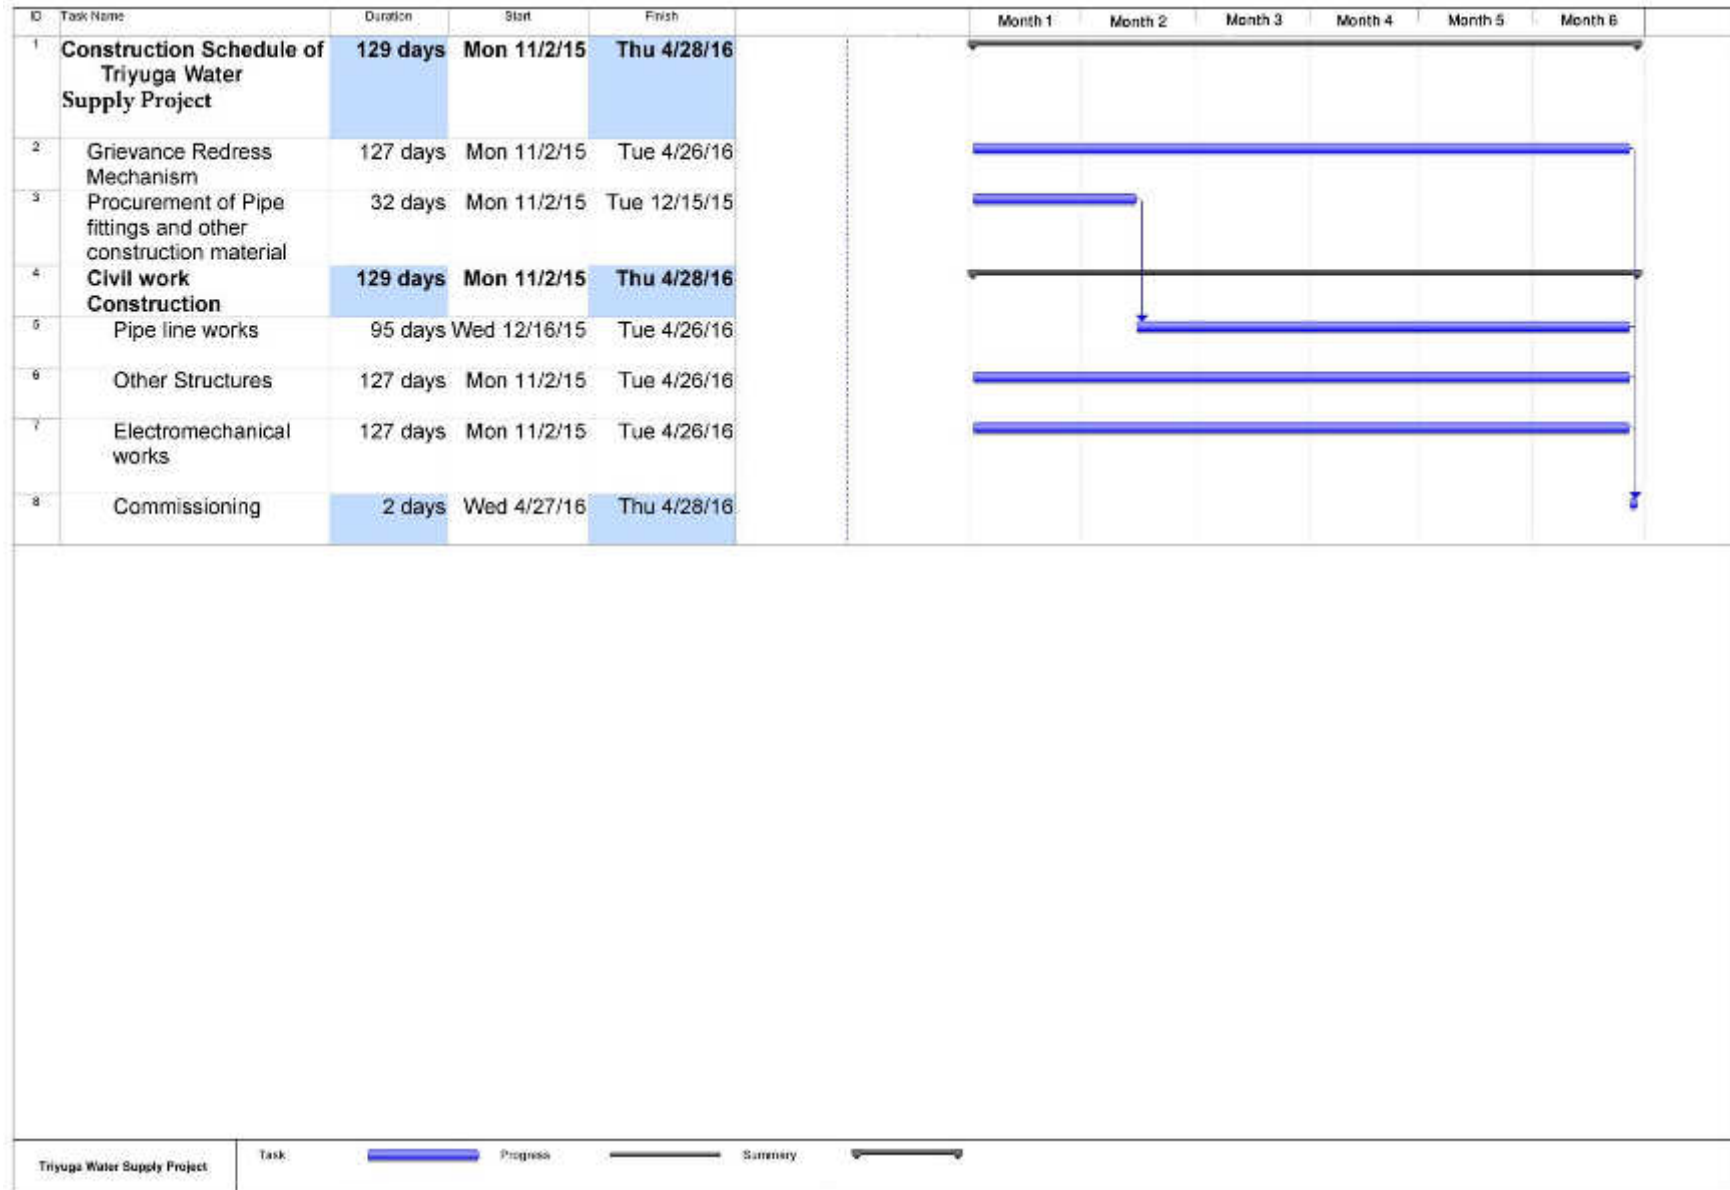 ID Task Name Duration Start Finish Month 1 Month 2 Month 3 Month 4 Month 5 Month 6
1 Construction Schedule of 129 days Mon 11/2/15 Thu 4/28/16
Triyuga Water
Supply Project
2 Grievance Redress 127 days Mon 11/2/15 Tue 4/26/16
Mechanism
3 Procurement of Pipe 32 days Mon 11/2/15 Tue 12/15/15
fittings and other
construction material
4 Civil work 129 days Mon 11/2/15 Thu 4/28/16
Construction
5 Pipe line works 95 days Wed 12/16/15 Tue 4/26/16
6 Other Structures 127 days Mon 11/2/15 Tue 4/26/16
7 Electromechanical 127 days Mon 11/2/15 Tue 4/26/16
works
8 Commissioning 2 days Wed 4/27/16 Thu 4/28/16
Triyuga Water Supply Project Task Progress Summary